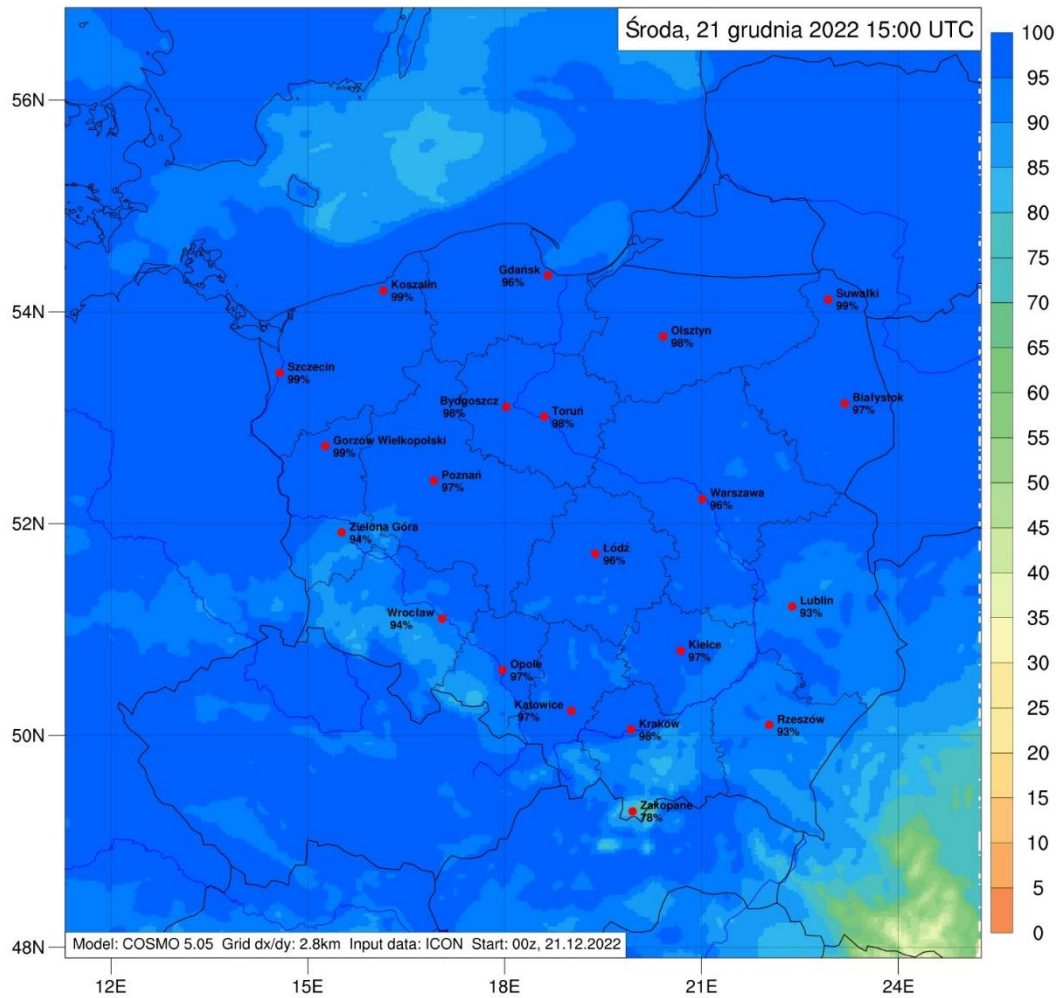 Środa, 21 grudnia 2022 15:00 UTC
100
95
90
85
80
75
70
65
60
55
50
45
40
35
30
25
20
15
10
5
0
56N
54N
52N
50N
48N
Gdańsk
96%
Koszalin
99%
Suwałki
99%
Olsztyn
98%
Szczecin
99%
Bydgoszcz
98%
Toruń
98%
Białystok
97%
Gorzów Wielkopolski
99%
Poznań
97%
Warszawa
96%
Zielona Góra
94%
Łódź
96%
Lublin
93%
Wrocław
94%
Kielce
97%
Opole
97%
Katowice
97%
Kraków
98%
Rzeszów
93%
Zakopane
78%
Model: COSMO 5.05 Grid dx/dy: 2.8km Input data: ICON Start: 00z, 21.12.2022
12E
15E
18E
21E
24E